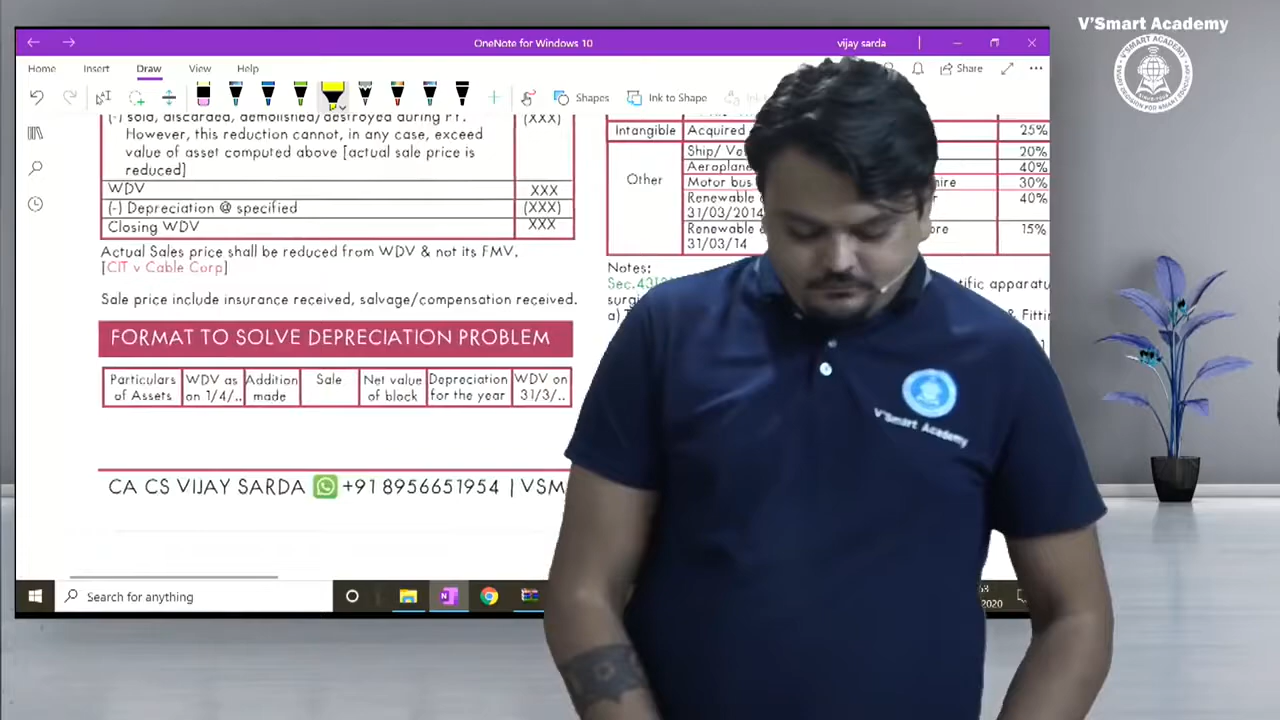 V'Smart Academy
OneNote for Windows 10
vijay sarda
Home
Insert
Draw
View
Help
Share
Shapes
Ink to Shape
(-) sold, discarded, demolished/destroyed during PY.
(XXX)
However, this reduction cannot, in any case, exceed
value of asset computed above [actual sale price is
reduced]
WDV
XXX
(-) Depreciation @ specified
(XXX)
Closing WDV
XXX
Actual Sales price shall be reduced from WDV & not its FMV,
[CIT v Cable Corp]
Sale price include insurance received, salvage/compensation received.
FORMAT TO SOLVE DEPRECIATION PROBLEM
Particulars of Assets
WDV as on 1/4/..
Addition made
Sale
Net value of block
Depreciation for the year
WDV on 31/3/..
CA CS VIJAY SARDA +91 8956651954 | VSM
Intangible
Acquired
25%
Other
Ship/
20%
Aeroplane
40%
Motor bus
hire
30%
Renewable
40%
31/03/2014
Renewable
15%
31/03/14
Notes:
& Fitti
Search for anything
2020
V'Smart Academy